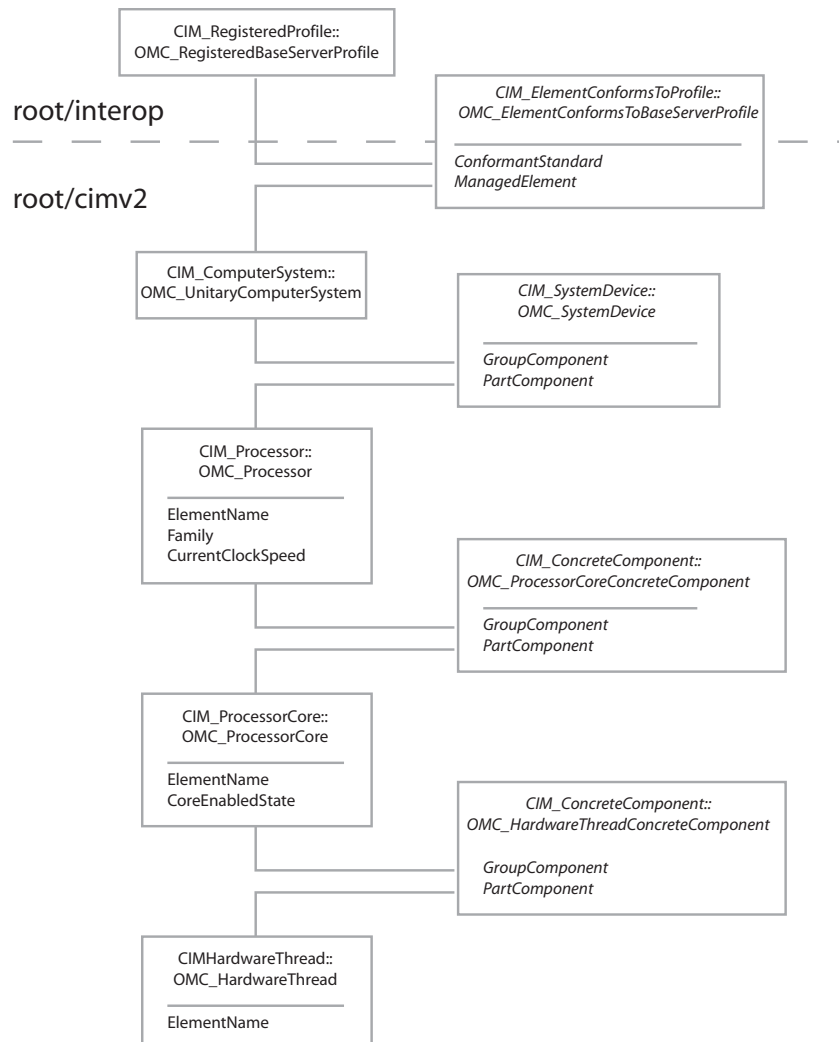 CIM_RegisteredProfile::
OMC_RegisteredBaseServerProfile
root/interop
CIM_ElementConformsToProfile::
OMC_ElementConformsToBaseServerProfile
ConformantStandard
ManagedElement
root/cimv2
CIM_ComputerSystem::
OMC_UnitaryComputerSystem
CIM_SystemDevice::
OMC_SystemDevice
GroupComponent
PartComponent
CIM_Processor::
OMC_Processor
ElementName
Family
CurrentClockSpeed
CIM_ConcreteComponent::
OMC_ProcessorCoreConcreteComponent
GroupComponent
PartComponent
CIM_ProcessorCore::
OMC_ProcessorCore
ElementName
CoreEnabledState
CIM_ConcreteComponent::
OMC_HardwareThreadConcreteComponent
GroupComponent
PartComponent
CIMHardwareThread::
OMC_HardwareThread
ElementName